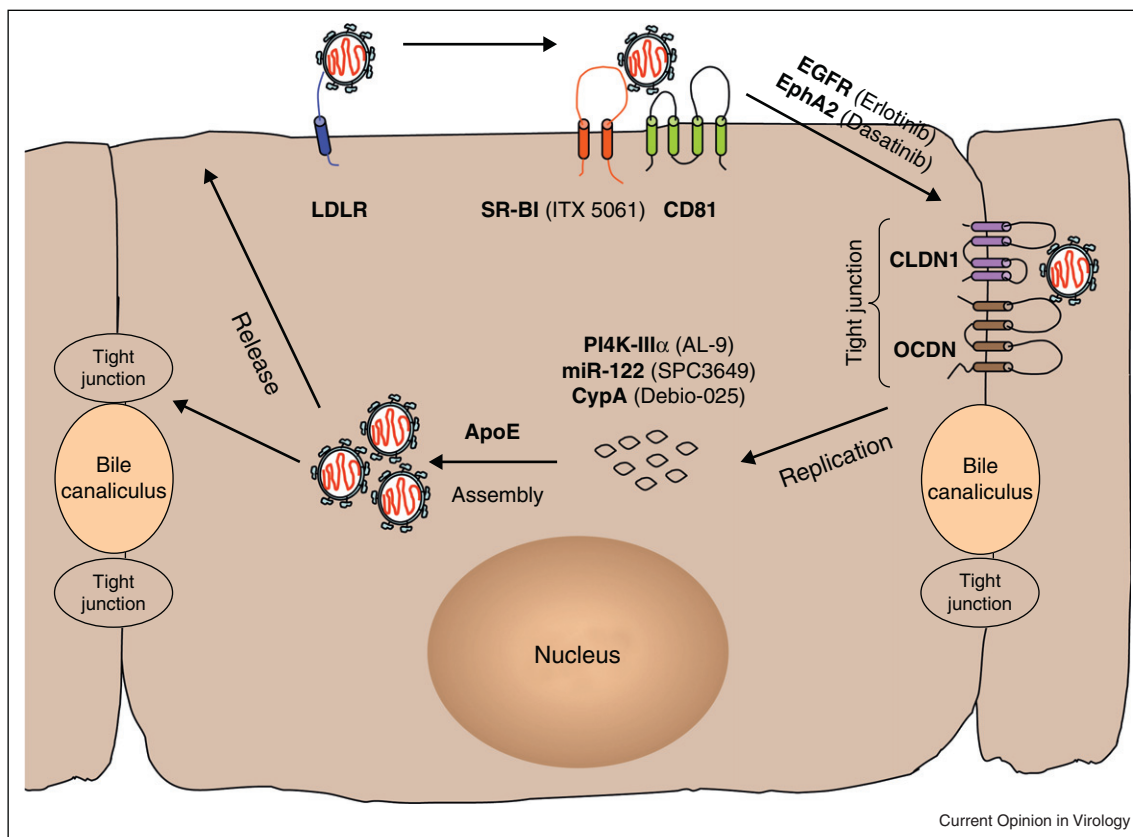 EGFR (Erlotinib)
EphA2 (Dasatinib)
LDLR
SR-BI (ITX 5061)
CD81
CLDN1
OCDN
Tight junction
PI4K-IIIα (AL-9)
miR-122 (SPC3649)
CypA (Debio-025)
Replication
ApoE
Assembly
Release
Tight
junction
Bile
canaliculus
Tight
junction
Bile
canaliculus
Tight
junction
Nucleus
Current Opinion in Virology